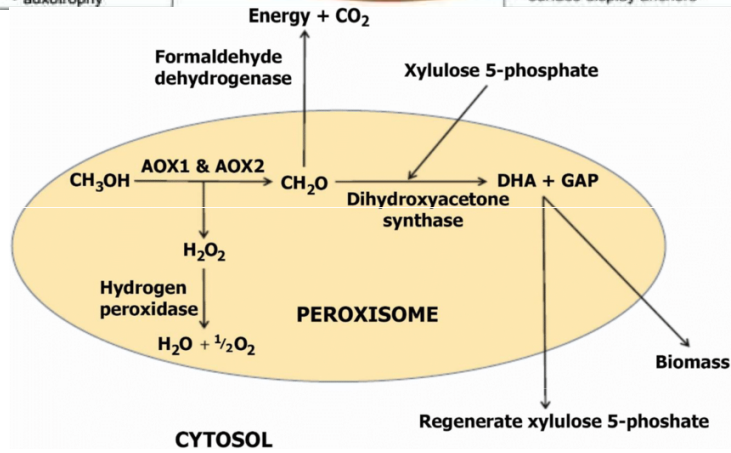 auxotrophy
Energy + CO₂
Formaldehyde
dehydrogenase
Xylulose 5-phosphate
AOX1 & AOX2
CH₃OH
CH₂O
DHA + GAP
Dihydroxyacetone
synthase
H₂O₂
Hydrogen
peroxidase
PEROXISOME
H₂O + ½O₂
Biomass
Regenerate xylulose 5-phoshate
CYTOSOL